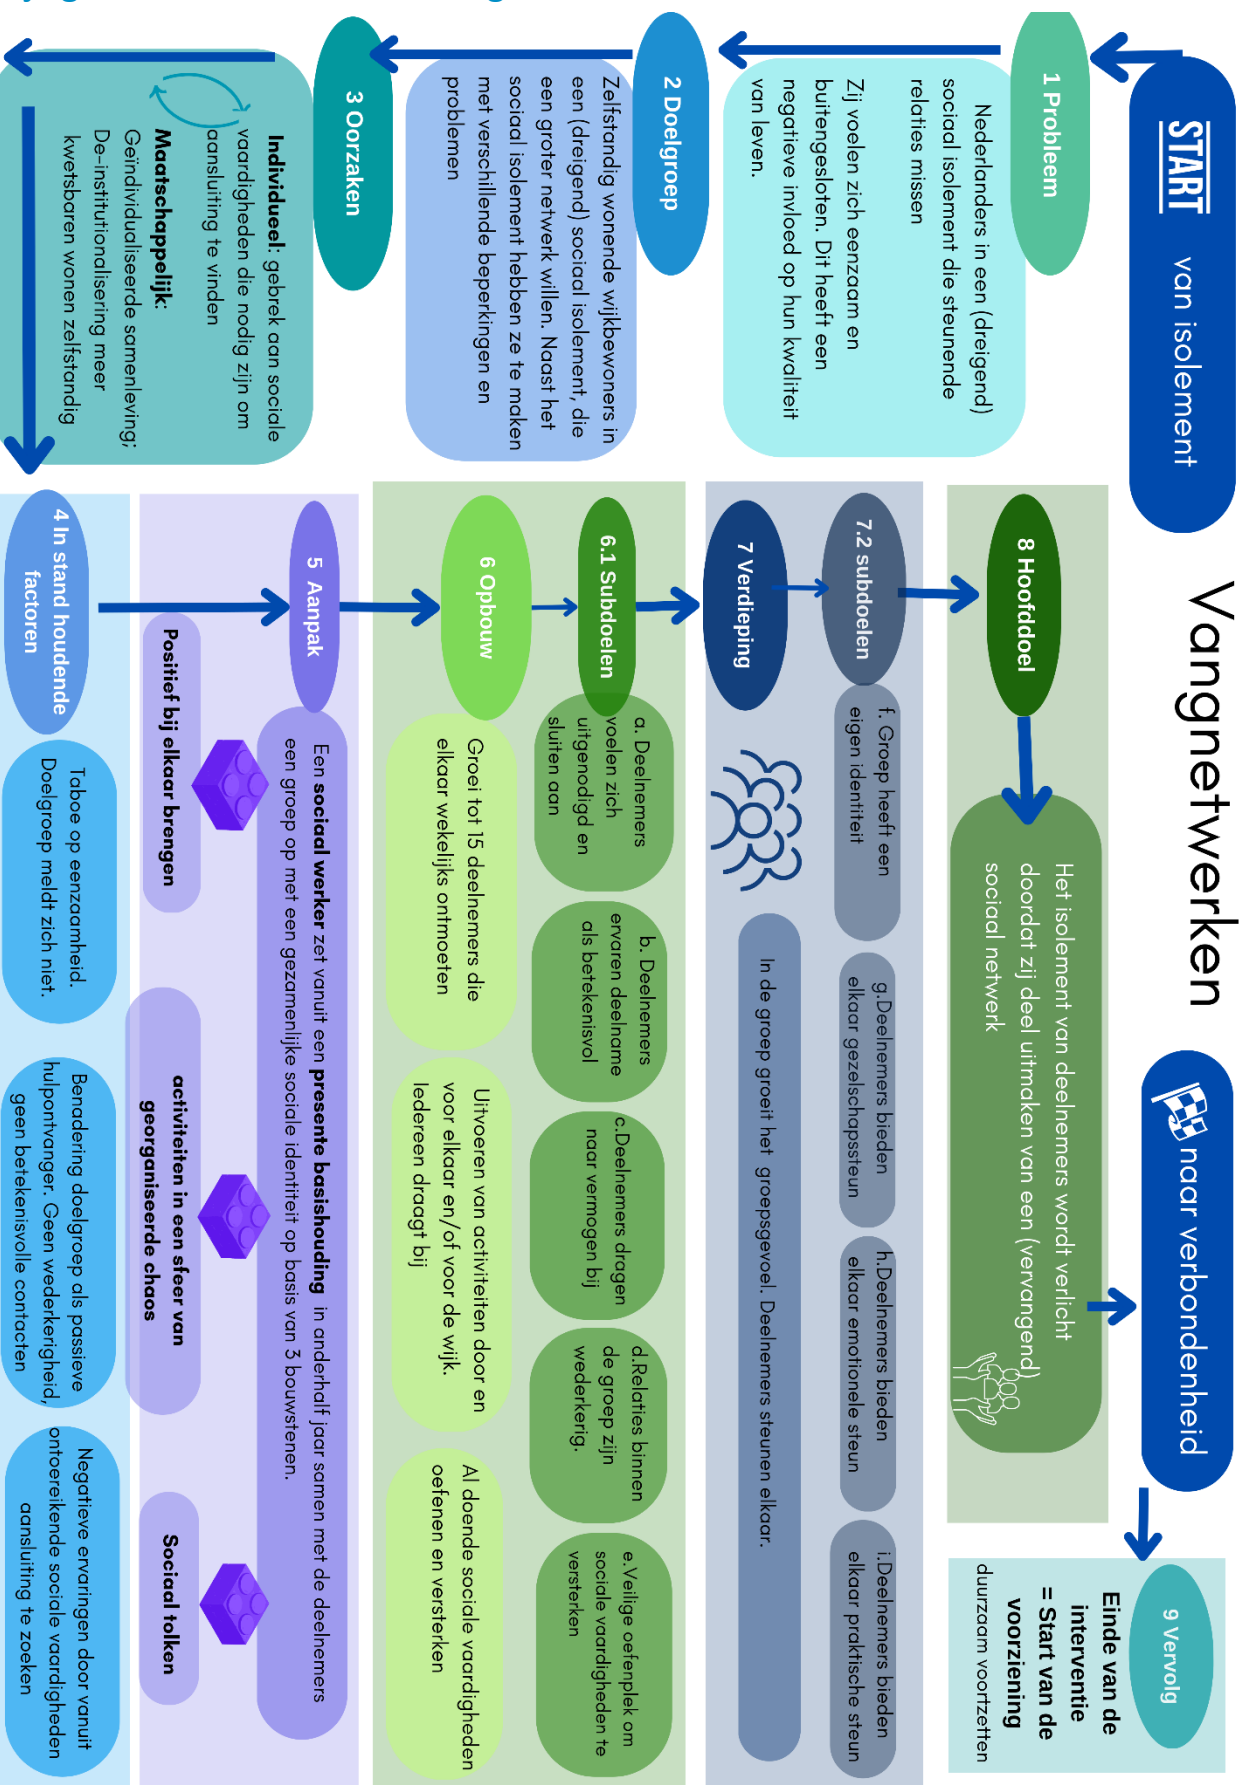 START van isolement
Vangnetwerken
naar verbondenheid
1 Probleem
Nederlanders in een (dreigend)
sociaal isolement die steunende
relaties missen
Zij voelen zich eenzaam en
buitengesloten. Dit heeft een
negatieve invloed op hun kwaliteit
van leven.
2 Doelgroep
Zelfstandig wonende wijkbewoners in
een (dreigend) sociaal isolement, die
een groter netwerk willen. Naast het
sociaal isolement hebben ze te maken
met verschillende beperkingen en
problemen
3 Oorzaken
Individueel: gebrek aan sociale
vaardigheden die nodig zijn om
aansluiting te vinden
Maatschappelijk:
Geïndividualiseerde samenleving;
De-institutionalisering meer
kwetsbaren wonen zelfstandig
4 In stand houdende
factoren
Taboe op eenzaamheid.
Doelgroep meldt zich niet.
Benadering doelgroep als passieve
hulpontvanger. Geen wederkerigheid,
geen betekenisvolle contacten
Negatieve ervaringen door vanuit
ontoereikende sociale vaardigheden
aansluiting te zoeken
5 Aanpak
Een sociaal werker zet vanuit een presente basishouding in anderhalf jaar samen met de deelnemers
een groep op met een gezamenlijke sociale identiteit op basis van 3 bouwstenen.
Positief bij elkaar brengen
activiteiten in een sfeer van
georganiseerde chaos
Sociaal tolken
6 Opbouw
Groei tot 15 deelnemers die
elkaar wekelijks ontmoeten
Uitvoeren van activiteiten door en
voor elkaar en/of voor de wijk.
Iedereen draagt bij
Al doende sociale vaardigheden
oefenen en versterken
6.1 Subdoelen
a. Deelnemers
voelen zich
uitgenodigd en
sluiten aan
b. Deelnemers
ervaren deelname
als betekenisvol
c.Deelnemers dragen
naar vermogen bij
d.Relaties binnen
de groep zijn
wederkerig.
e.Veilige oefenplek om
sociale vaardigheden te
versterken
7 Verdieping
In de groep groeit het groepsgevoel. Deelnemers steunen elkaar.
7.2 subdoelen
f. Groep heeft een
eigen identiteit
g.Deelnemers bieden
elkaar gezelschapssteun
h.Deelnemers bieden
elkaar emotionele steun
i.Deelnemers bieden
elkaar praktische steun
8 Hoofddoel
Het isolement van deelnemers wordt verlicht
doordat zij deel uitmaken van een (vervangend)
sociaal netwerk
9 Vervolg
Einde van de
interventie
= Start van de
voorziening
duurzaam voortzetten